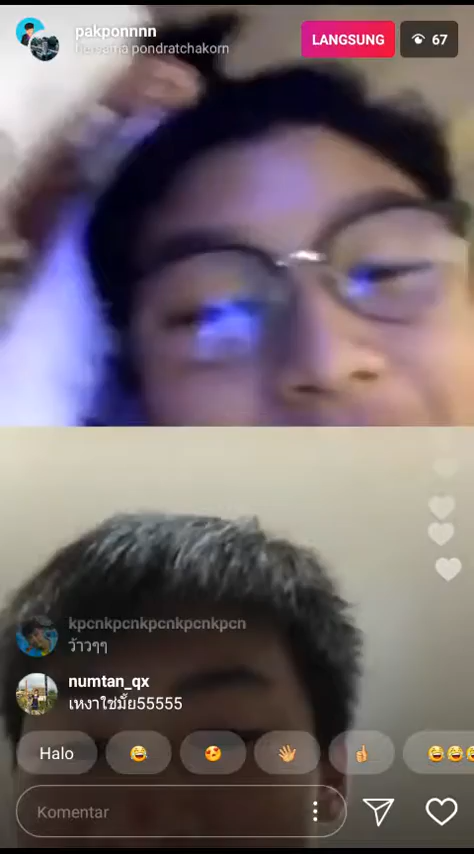 pakponnnn
bersama pondratchakorn
LANGSUNG
67
kpcnkpcnkpcnkpcnkpcn
ว้าวๆๆ
numtan_qx
เหงาใช่มั้ย55555
Halo
Komentar